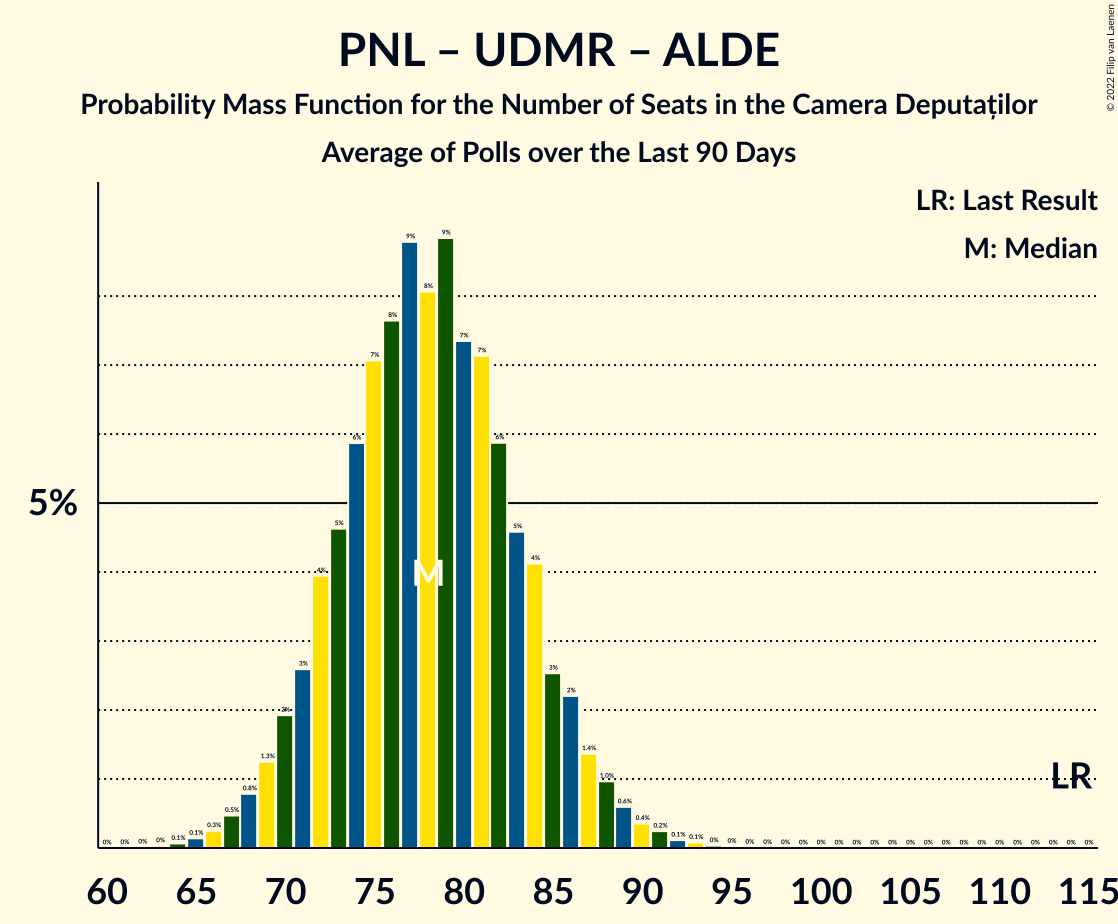 PNL – UDMR – ALDE
Probability Mass Function for the Number of Seats in the Camera Deputaților
Average of Polls over the Last 90 Days
© 2022 Filip van Laenen
LR: Last Result
M: Median
5%
0% 0% 0% 0% 0.1% 0.1% 0.3% 0.5% 0.8% 1.3% 2% 3% 4% 5% 6% 7% 8% 9% 8% 9% 7% 7% 6% 5% 4% 3% 2% 1.4% 1.0% 0.6% 0.4% 0.2% 0.1% 0.1% 0% 0% 0% 0% 0% 0% 0% 0% 0% 0% 0% 0% 0% 0% 0% 0% 0% 0% 0% 0% 0% 0%
M
LR
60 65 70 75 80 85 90 95 100 105 110 115